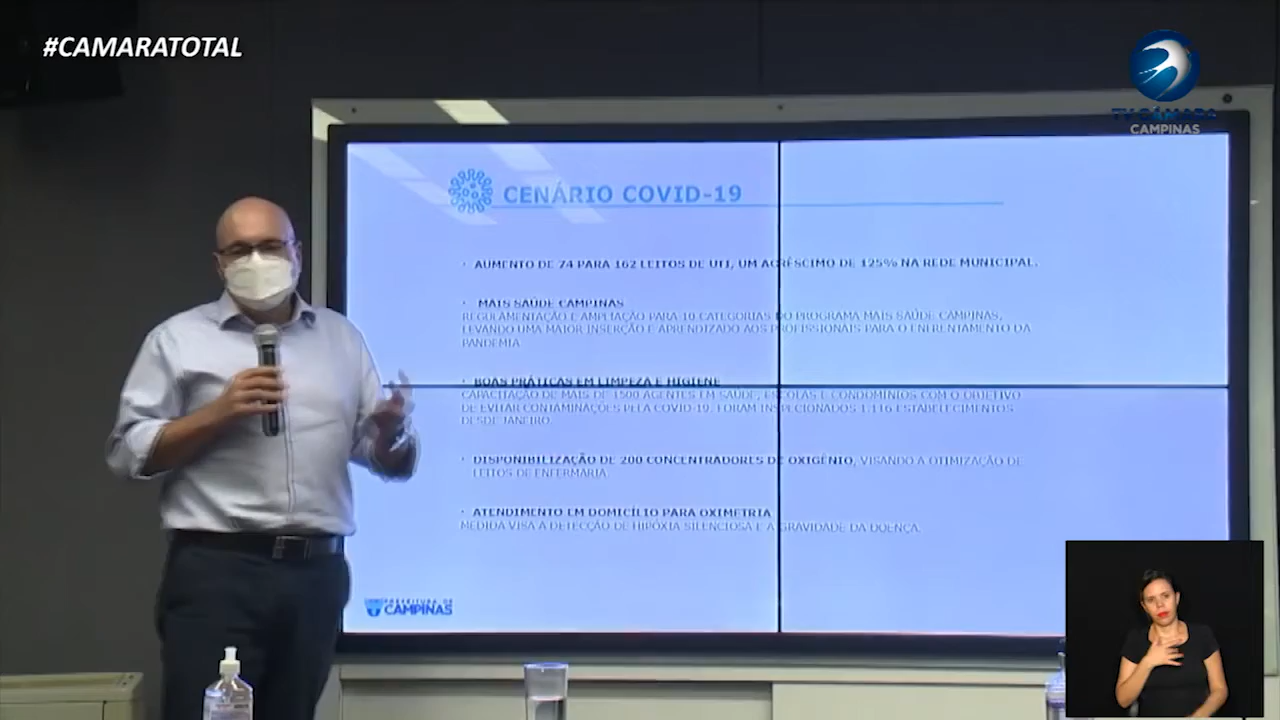 #CAMARATOTAL
TV CÂMARA
CAMPINAS
CENÁRIO COVID-19
• AUMENTO DE 74 PARA 162 LEITOS DE UTI, UM ACRÉSCIMO DE 125% NA REDE MUNICIPAL.
• MAIS SAÚDE CAMPINAS
REGULAMENTAÇÃO E AMPLIAÇÃO PARA 10 CATEGORIAS DO PROGRAMA MAIS SAÚDE CAMPINAS,
LEVANDO UMA MAIOR INSERÇÃO E APRENDIZADO AOS PROFISSIONAIS PARA O ENFRENTAMENTO DA
PANDEMIA
• BOAS PRÁTICAS EM LIMPEZA E HIGIENE
CAPACITAÇÃO DE MAIS DE 1500 AGENTES EM SAÚDE, ESCOLAS E CONDOMÍNIOS COM O OBJETIVO
DE EVITAR CONTAMINAÇÕES PELA COVID-19. FORAM INSPECIONADOS 1.116 ESTABELECIMENTOS
DESDE JANEIRO.
• DISPONIBILIZAÇÃO DE 200 CONCENTRADORES DE OXIGÊNIO, VISANDO A OTIMIZAÇÃO DE
LEITOS DE ENFERMARIA
• ATENDIMENTO EM DOMICÍLIO PARA OXIMETRIA
MEDIDA VISA A DETECÇÃO DE HIPÓXIA SILENCIOSA E A GRAVIDADE DA DOENÇA.
PREFEITURA DE
CAMPINAS